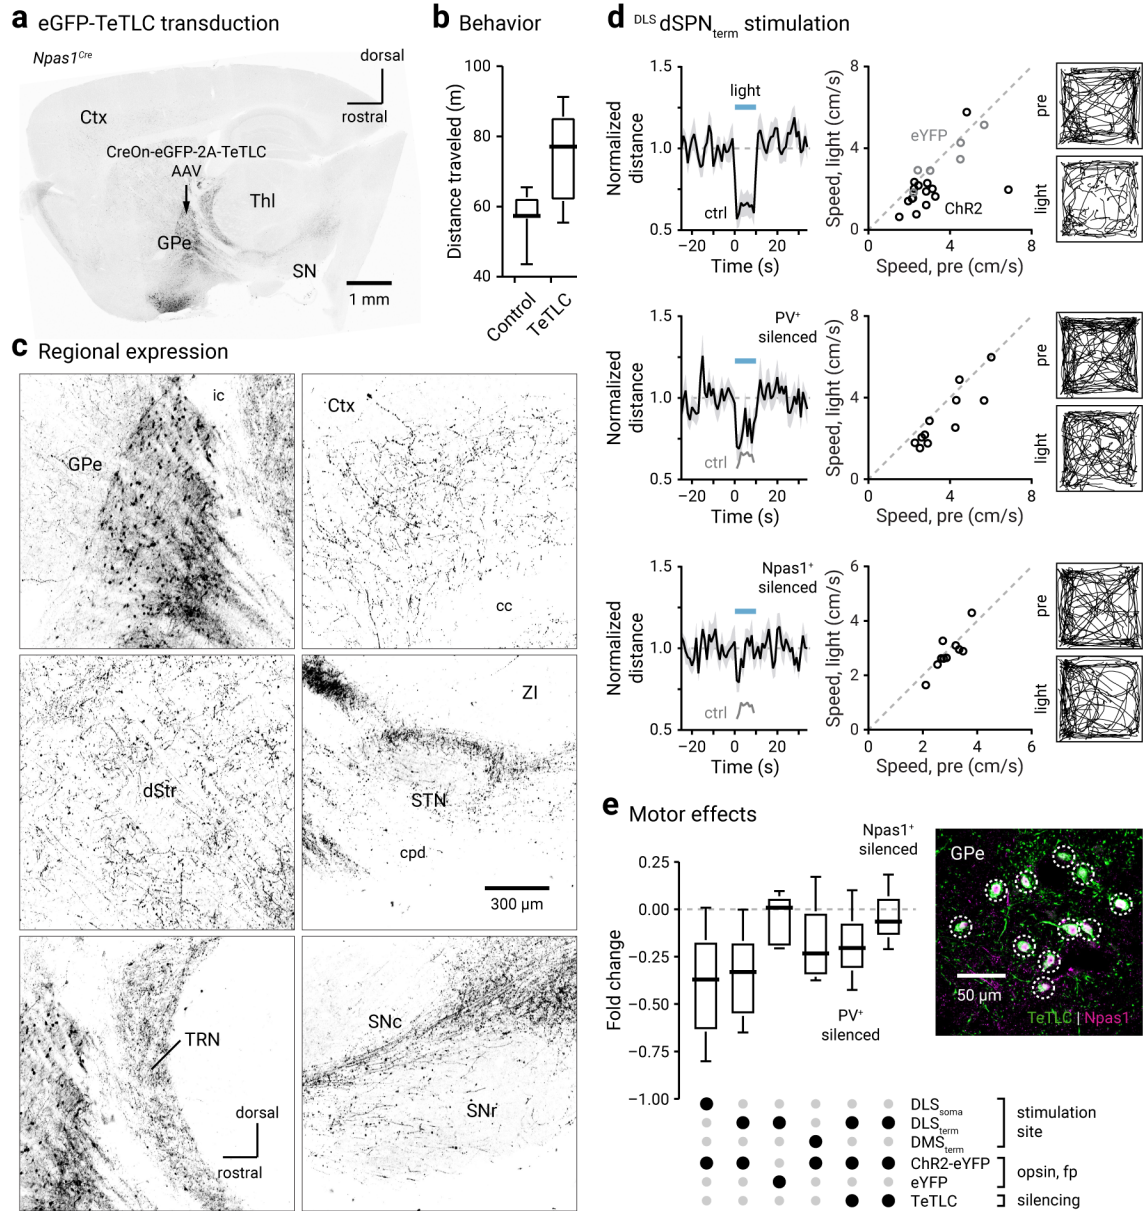 a eGFP-TeTLC transduction
Npas1Cre
dorsal
rostral
Ctx
CreOn-eGFP-2A-TeTLC
AAV
Thl
GPe
SN
1 mm
b Behavior
Distance traveled (m)
100
80
60
40
Control
TeTLC
c Regional expression
GPe
ic
Ctx
cc
dStr
ZI
STN
cpd
300 µm
TRN
dorsal
rostral
SNc
SNr
d DLS dSPNterm stimulation
Normalized distance
1.5
1.0
0.5
light
ctrl
−20 0 20
Time (s)
Speed, light (cm/s)
8
4
0
eYFP
ChR2
0 4 8
Speed, pre (cm/s)
pre
light
Normalized distance
1.5
1.0
0.5
PV+
silenced
ctrl
−20 0 20
Time (s)
Speed, light (cm/s)
8
4
0
0 4 8
Speed, pre (cm/s)
pre
light
Normalized distance
1.5
1.0
0.5
Npas1+
silenced
ctrl
−20 0 20
Time (s)
Speed, light (cm/s)
6
4
2
0
0 2 4 6
Speed, pre (cm/s)
pre
light
e Motor effects
Fold change
0.25
0.00
−0.25
−0.50
−0.75
−1.00
Npas1+
silenced
PV+
silenced
DLSsoma
DLSterm
DMSterm
stimulation
site
ChR2-eYFP
eYFP
opsin, fp
TeTLC
silencing
GPe
50 µm
TeTLC | Npas1